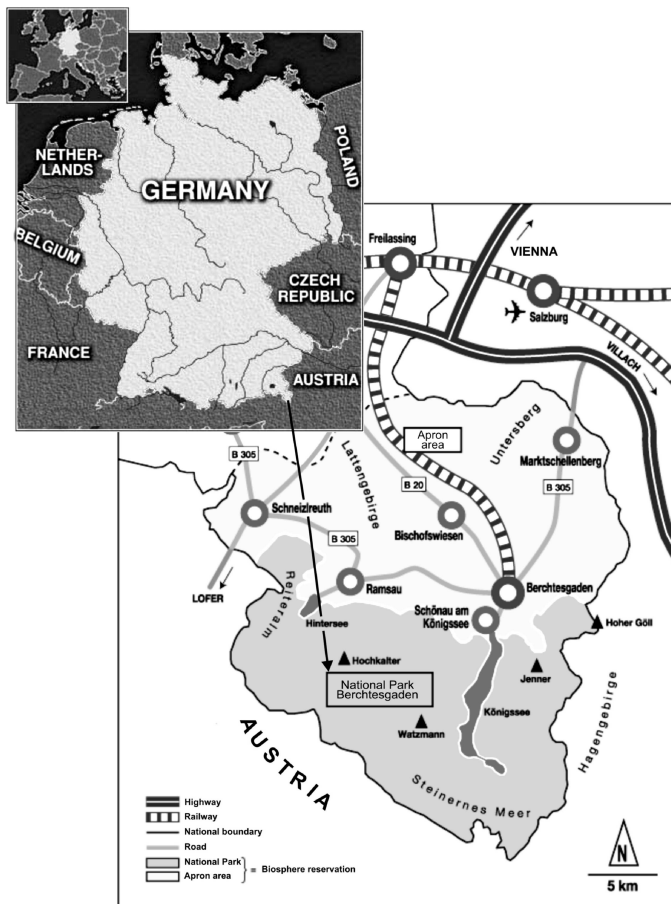 NETHER-
LANDS
POLAND
GERMANY
BELGIUM
CZECH
REPUBLIC
FRANCE
AUSTRIA
Freilassing
VIENNA
Salzburg
VILLACH
Untersberg
Apron
area
Lattengebirge
B 305
Marktschellenberg
B 20
B 305
Schneizlreuth
Bischofswiesen
B 305
Reiteralm
Ramsau
Berchtesgaden
LOFER
Hintersee
Schönau am
Königssee
Hoher Göll
Hochkalter
Jenner
National Park
Berchtesgaden
Königssee
Hagengebirge
Watzmann
AUSTRIA
Steinernes Meer
Highway
Railway
National boundary
Road
National Park
Apron area
= Biosphere reservation
N
5 km